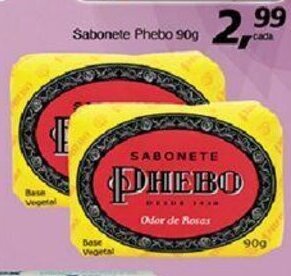 Sabonete Phebo 90g 2,99
cada
SABONETE
PHEBO
DESDE 1930
Odor de Rosas
Base
Vegetal
Base
Vegetal
90g